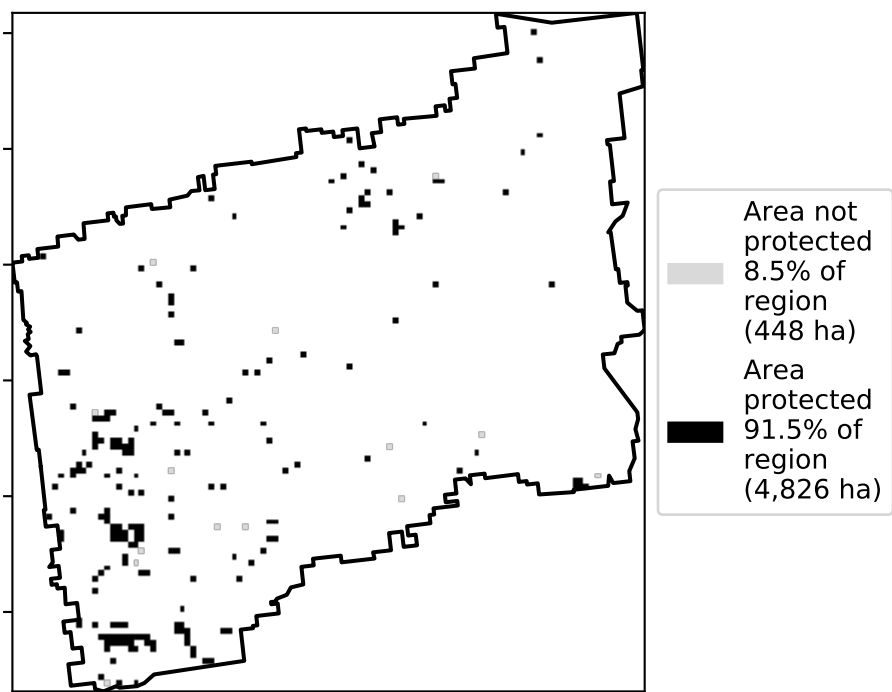 Area not
protected
8.5% of
region
(448 ha)
Area
protected
91.5% of
region
(4,826 ha)